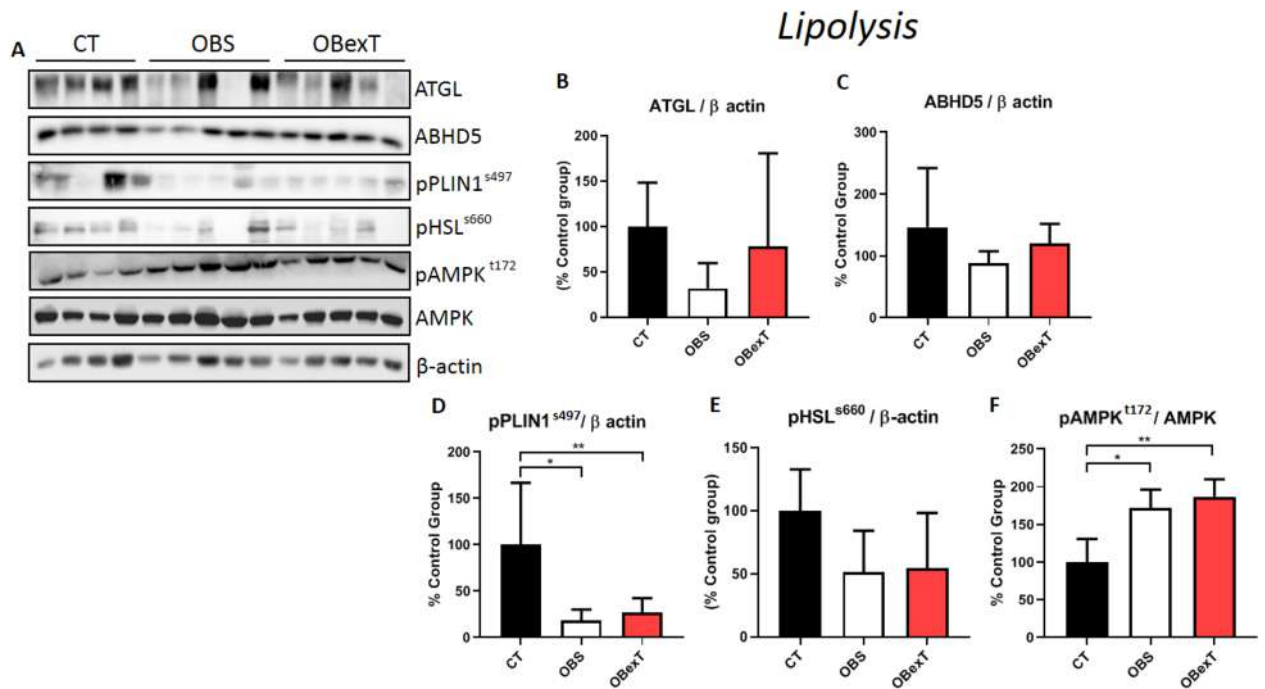 Lipolysis
A
CT OBS OBexT
ATGL
ABHD5
pPLIN1s497
pHSLs660
pAMPKt172
AMPK
β-actin
B
ATGL / β actin
(% Control group)
200
150
100
50
0
CT OBS OBexT
C
ABHD5 / β actin
% Control Group
300
200
100
0
CT OBS OBexT
D
pPLIN1s497/ β actin
% Control Group
200
150
100
50
0
**
*
CT OBS OBexT
E
pHSLs660 / β-actin
(% Control group)
150
100
50
0
CT OBS OBexT
F
pAMPKt172/ AMPK
% Control Group
250
200
150
100
50
0
**
*
CT OBS OBexT